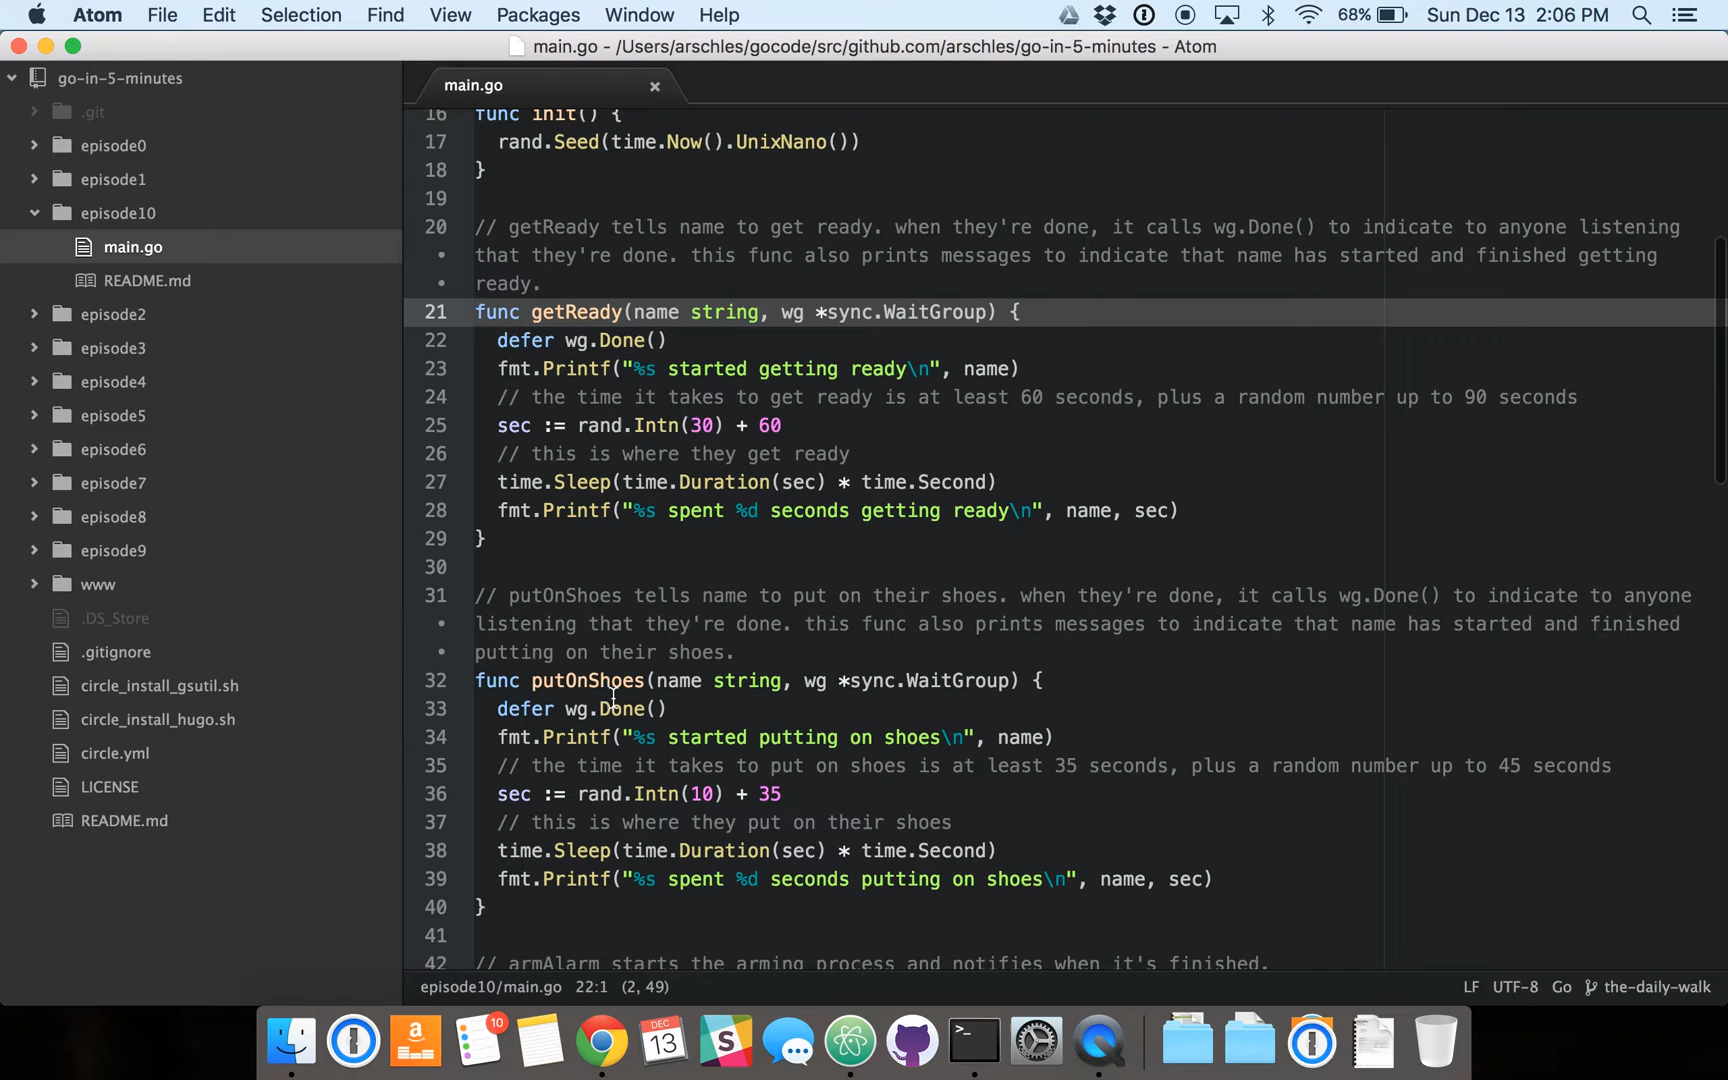 Atom File Edit Selection Find View Packages Window Help 68% Sun Dec 13 2:06 PM
main.go - /Users/arschles/gocode/src/github.com/arschles/go-in-5-minutes - Atom
go-in-5-minutes
.git
episode0
episode1
episode10
main.go
README.md
episode2
episode3
episode4
episode5
episode6
episode7
episode8
episode9
www
.DS_Store
.gitignore
circle_install_gsutil.sh
circle_install_hugo.sh
circle.yml
LICENSE
README.md
main.go
16 func init() {
17 rand.Seed(time.Now().UnixNano())
18 }
19
20 // getReady tells name to get ready. when they're done, it calls wg.Done() to indicate to anyone listening
• that they're done. this func also prints messages to indicate that name has started and finished getting
• ready.
21 func getReady(name string, wg *sync.WaitGroup) {
22 defer wg.Done()
23 fmt.Printf("%s started getting ready\n", name)
24 // the time it takes to get ready is at least 60 seconds, plus a random number up to 90 seconds
25 sec := rand.Intn(30) + 60
26 // this is where they get ready
27 time.Sleep(time.Duration(sec) * time.Second)
28 fmt.Printf("%s spent %d seconds getting ready\n", name, sec)
29 }
30
31 // putOnShoes tells name to put on their shoes. when they're done, it calls wg.Done() to indicate to anyone
• listening that they're done. this func also prints messages to indicate that name has started and finished
• putting on their shoes.
32 func putOnShoes(name string, wg *sync.WaitGroup) {
33 defer wg.Done()
34 fmt.Printf("%s started putting on shoes\n", name)
35 // the time it takes to put on shoes is at least 35 seconds, plus a random number up to 45 seconds
36 sec := rand.Intn(10) + 35
37 // this is where they put on their shoes
38 time.Sleep(time.Duration(sec) * time.Second)
39 fmt.Printf("%s spent %d seconds putting on shoes\n", name, sec)
40 }
41
42 // armAlarm starts the arming process and notifies when it's finished.
episode10/main.go 22:1 (2, 49) LF UTF-8 Go the-daily-walk
10
DEC
13